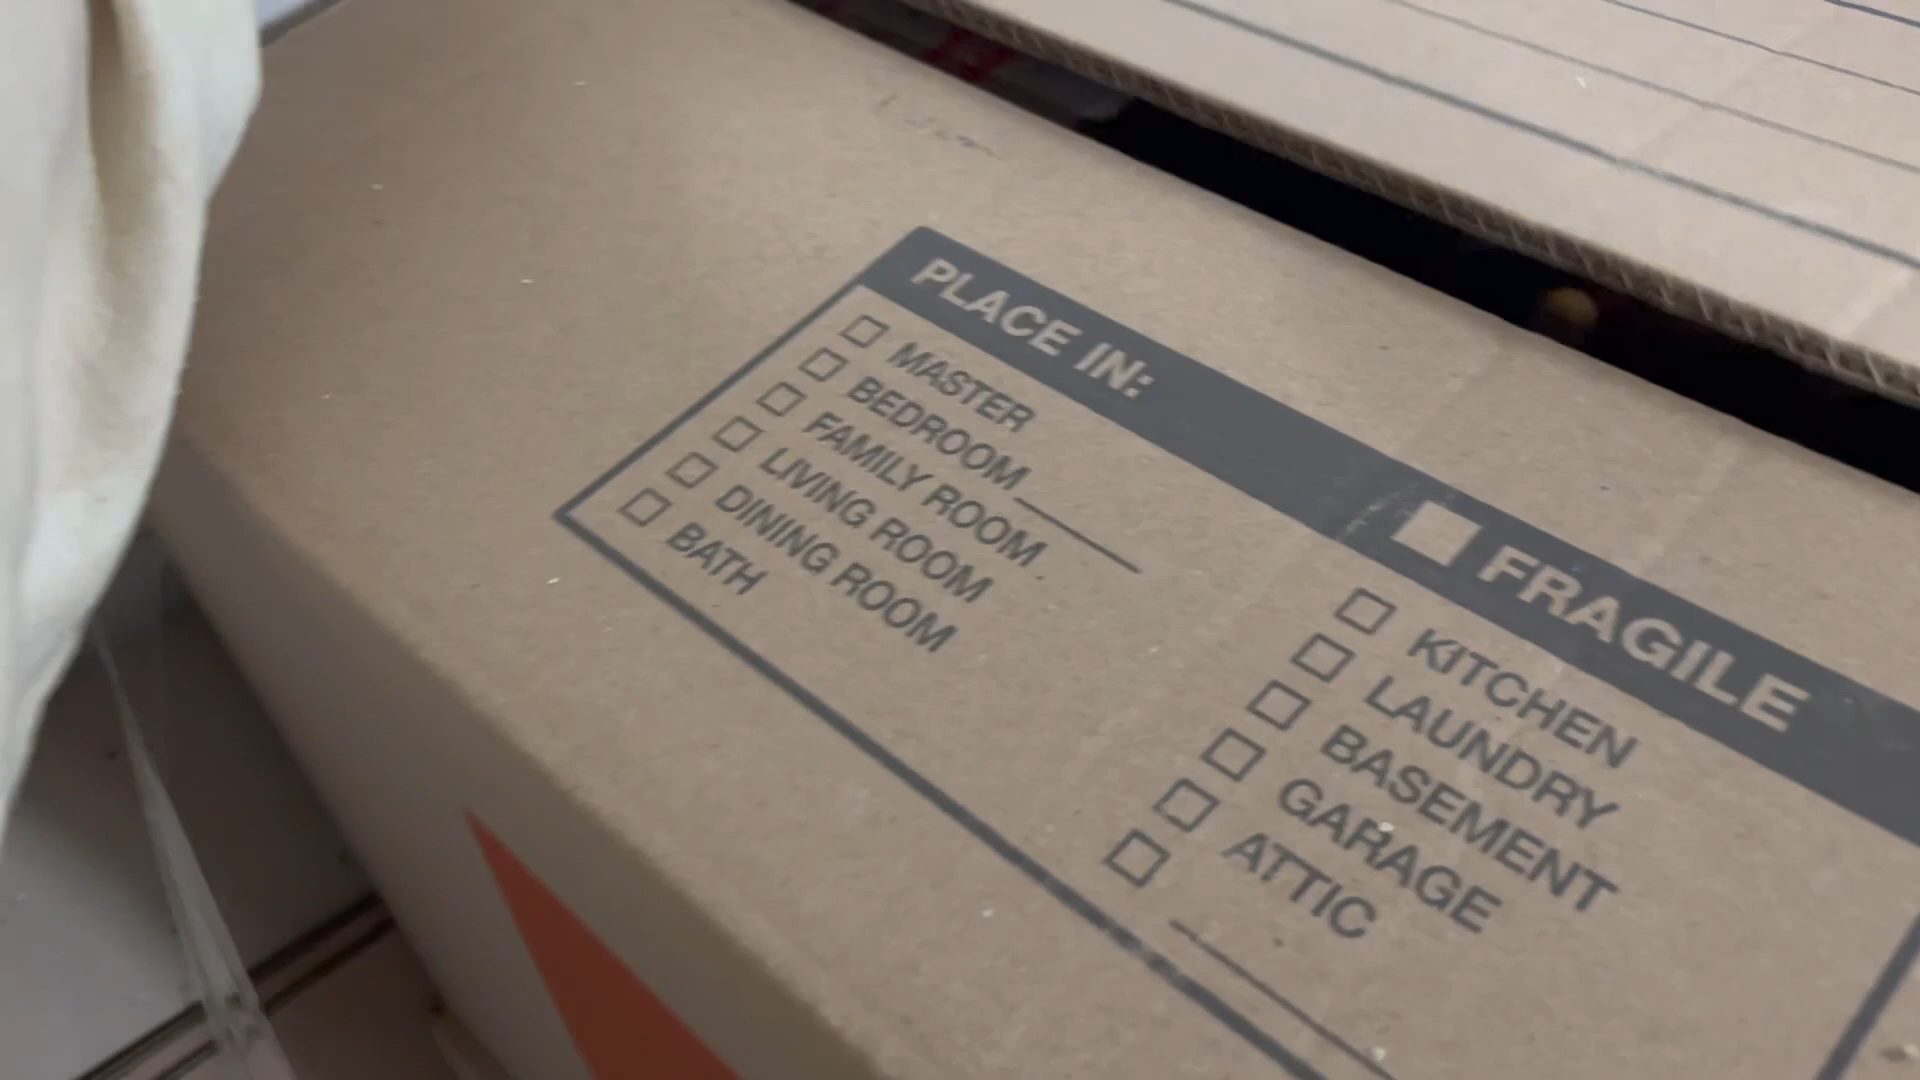 PLACE IN:
MASTER
BEDROOM
FAMILY ROOM
LIVING ROOM
DINING ROOM
BATH
FRAGILE
KITCHEN
LAUNDRY
BASEMENT
GARAGE
ATTIC